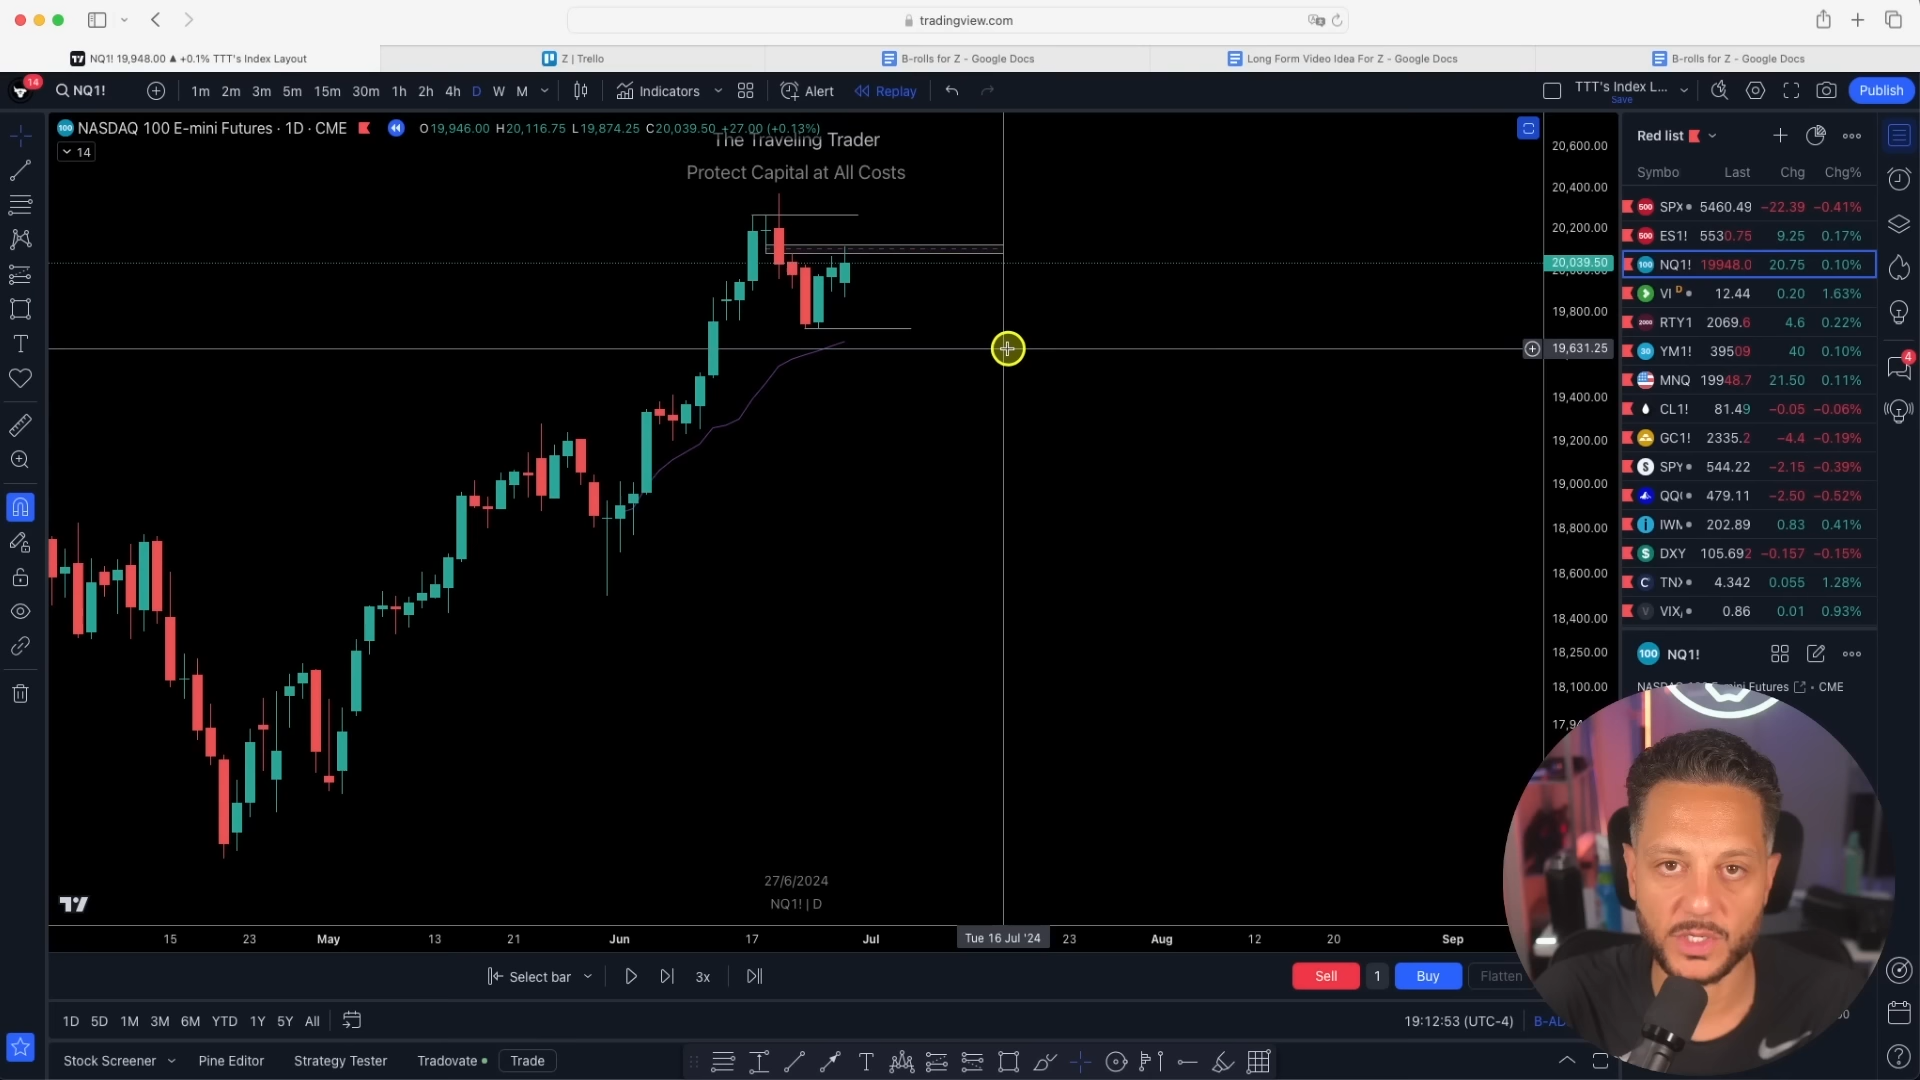 tradingview.com
NQ1! 19,948.00 ▲ +0.1% TTT's Index Layout
Z | Trello
B-rolls for Z - Google Docs
Long Form Video Idea For Z - Google Docs
B-rolls for Z - Google Docs
14
NQ1!
1m 2m 3m 5m 15m 30m 1h 2h 4h D W M
Indicators
Alert
Replay
TTT's Index L...
Save
Publish
NASDAQ 100 E-mini Futures · 1D · CME
O19,946.00 H20,116.75 L19,874.25 C20,039.50 +27.00 (+0.13%)
14
The Traveling Trader
Protect Capital at All Costs
20,600.00
20,400.00
20,200.00
20,039.50
19,800.00
19,631.25
19,400.00
19,200.00
19,000.00
18,800.00
18,600.00
18,400.00
18,250.00
18,100.00
Red list
Symbo Last Chg Chg%
SPX 5460.49 −22.39 −0.41%
ES1! 5530.75 9.25 0.17%
NQ1! 19948.0 20.75 0.10%
VI D 12.44 0.20 1.63%
RTY1 2069.6 4.6 0.22%
YM1! 39509 40 0.10%
MNQ 19948.7 21.50 0.11%
CL1! 81.49 −0.05 −0.06%
GC1! 2335.2 −4.4 −0.19%
SPY 544.22 −2.15 −0.39%
QQ 479.11 −2.50 −0.52%
IWM 202.89 0.83 0.41%
DXY 105.692 −0.157 −0.15%
TN 4.342 0.055 1.28%
VIX 0.86 0.01 0.93%
4
100 NQ1!
NASDAQ 100 E-mini Futures · CME
27/6/2024
NQ1! | D
15 23 May 13 21 Jun 17 Jul Tue 16 Jul '24 23 Aug 12 20 Sep
Select bar
3x
Sell 1 Buy Flatten
1D 5D 1M 3M 6M YTD 1Y 5Y All
19:12:53 (UTC-4) B-AD
Stock Screener
Pine Editor
Strategy Tester
Tradovate
Trade